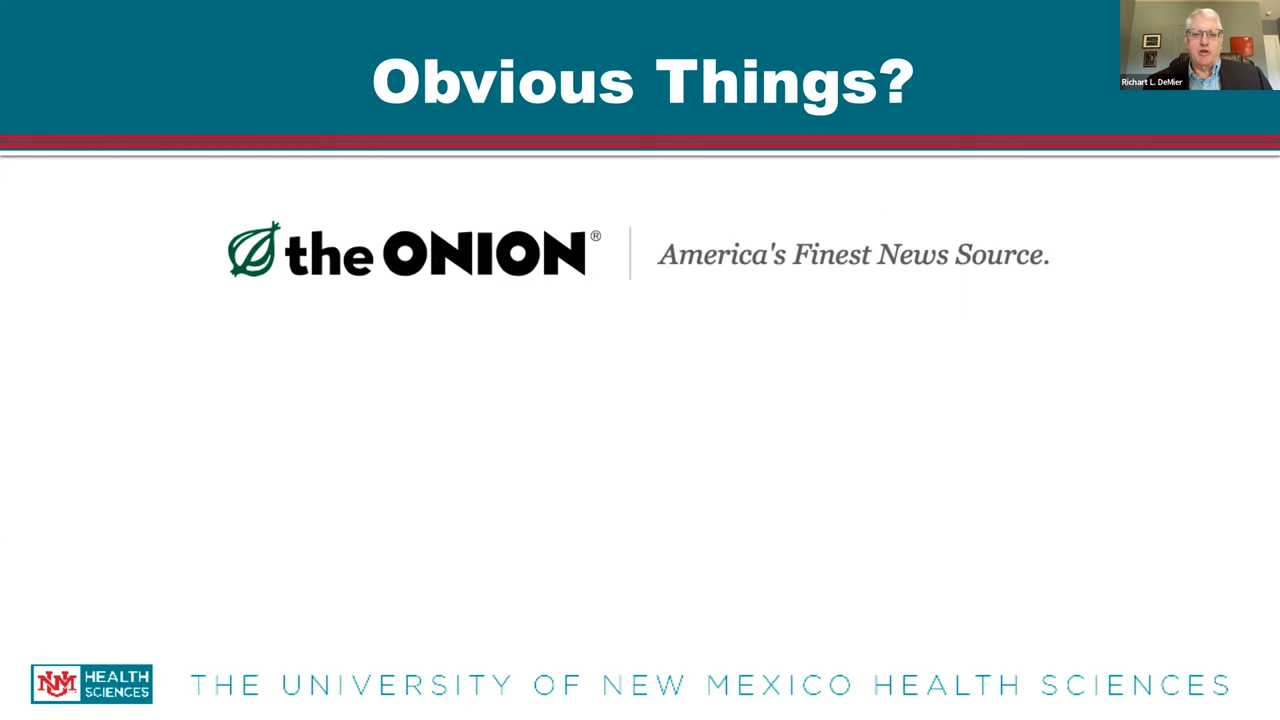 Obvious Things?
Richart L. DeMier
the ONION®
America's Finest News Source.
UNM HEALTH SCIENCES
THE UNIVERSITY OF NEW MEXICO HEALTH SCIENCES